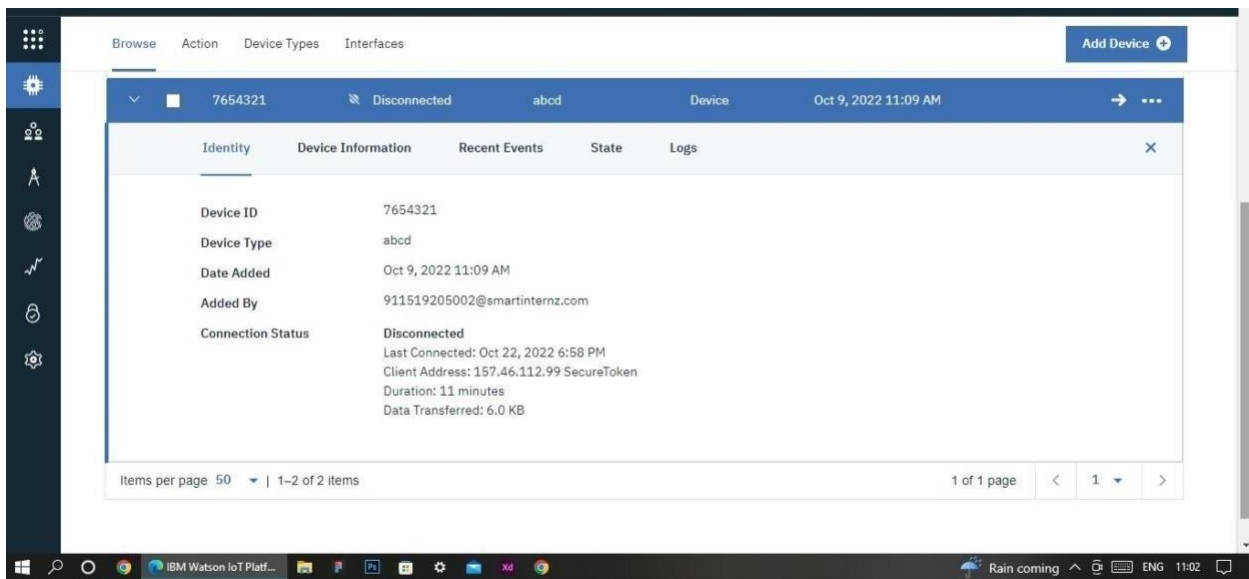 Browse Action Device Types Interfaces Add Device
7654321 Disconnected abcd Device Oct 9, 2022 11:09 AM
Identity Device Information Recent Events State Logs
Device ID 7654321
Device Type abcd
Date Added Oct 9, 2022 11:09 AM
Added By 911519205002@smartinternz.com
Connection Status Disconnected
Last Connected: Oct 22, 2022 6:58 PM
Client Address: 157.46.112.99 SecureToken
Duration: 11 minutes
Data Transferred: 6.0 KB
Items per page 50 | 1–2 of 2 items 1 of 1 page < 1 >
IBM Watson IoT Platf... Ps Xd Rain coming ENG 11:02